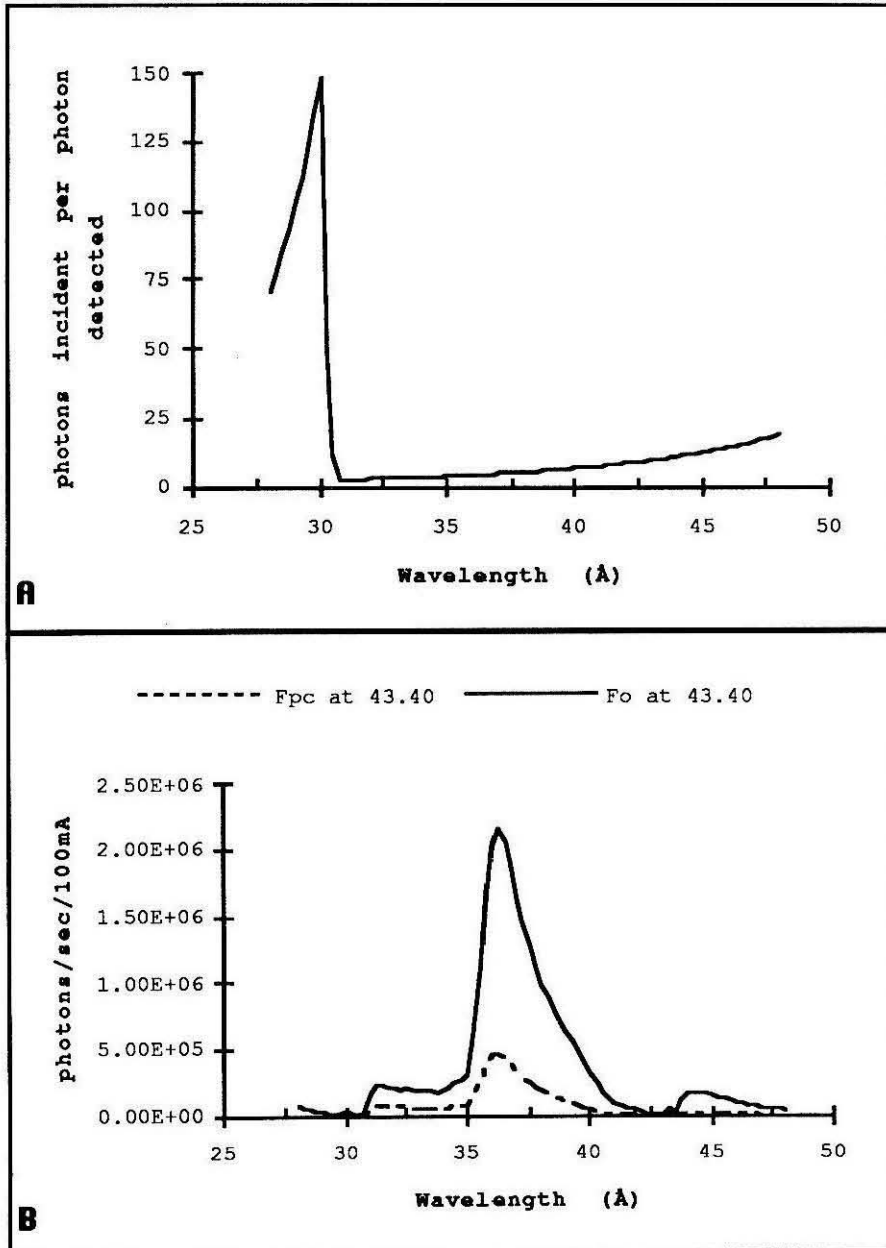 photons incident per photon
detected
150
125
100
75
50
25
0
25 30 35 40 45 50
Wavelength (Å)
A
Fpc at 43.40 Fo at 43.40
photons/sec/100mA
2.50E+06
2.00E+06
1.50E+06
1.00E+06
5.00E+05
0.00E+00
25 30 35 40 45 50
Wavelength (Å)
B